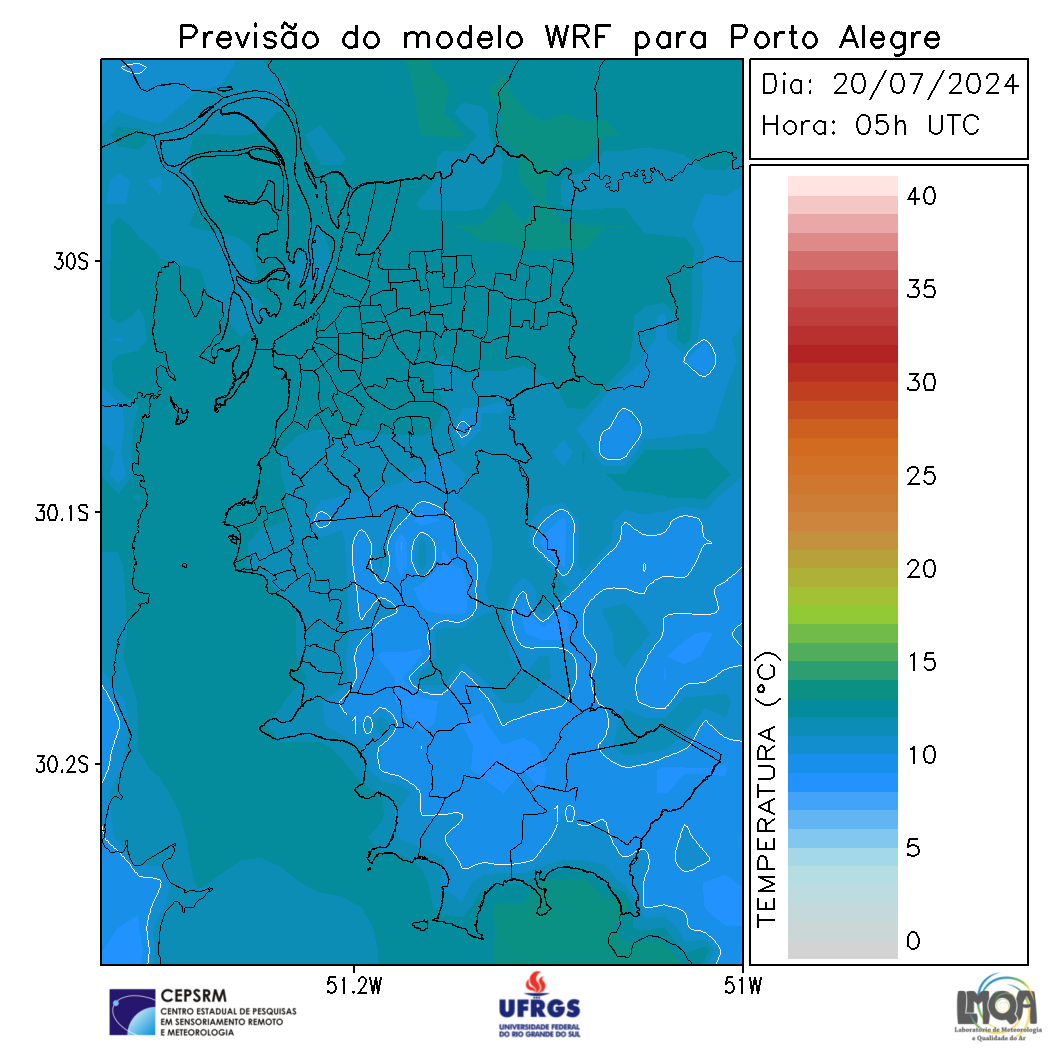 Previsão do modelo WRF para Porto Alegre
Dia: 20/07/2024
Hora: 05h UTC
40
35
30
25
20
15
10
5
0
TEMPERATURA (°C)
30S
30.1S
30.2S
10
10
51.2W
51W
CEPSRM
CENTRO ESTADUAL DE PESQUISAS
EM SENSORIAMENTO REMOTO
E METEOROLOGIA
UFRGS
UNIVERSIDADE FEDERAL
DO RIO GRANDE DO SUL
LMQA
Laboratório de Meteorologia
e Qualidade do Ar